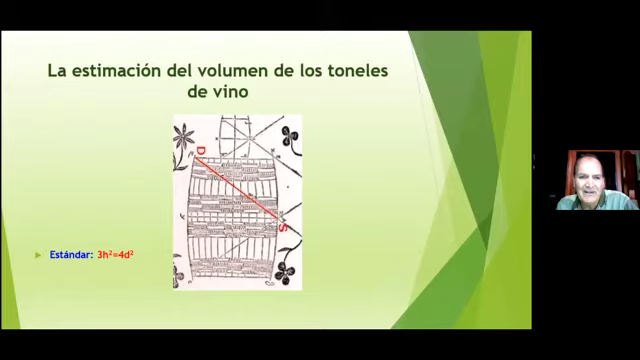 La estimación del volumen de los toneles
de vino
D
S
Estándar: 3h²=4d²